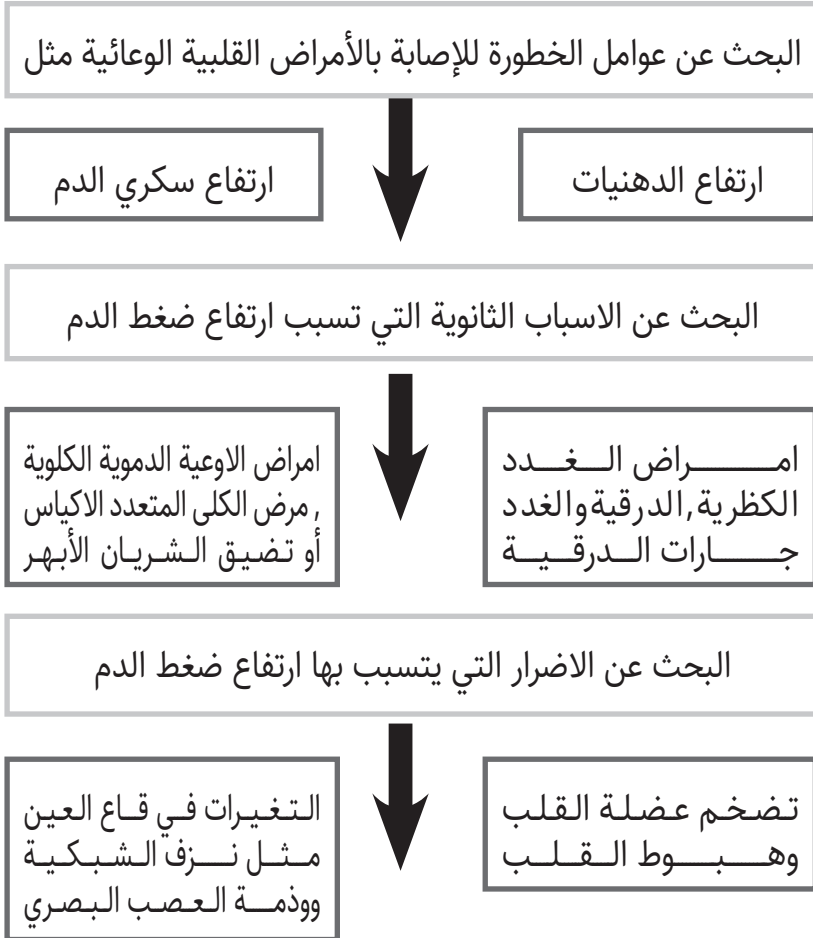 البحث عن عوامل الخطورة للإصابة بالأمراض القلبية الوعائية مثل
ارتفاع الدهنيات
ارتفاع سكري الدم
البحث عن الاسباب الثانوية التي تسبب ارتفاع ضغط الدم
امراض الغدد
الكظرية,الدرقية والغدد
جارات الدرقية
امراض الاوعية الدموية الكلوية
, مرض الكلى المتعدد الاكياس
أو تضيق الشريان الأبهر
البحث عن الاضرار التي يتسبب بها ارتفاع ضغط الدم
تضخم عضلة القلب
وهبوط القلب
التغيرات في قاع العين
مثل نزف الشبكية
ووذمة العصب البصري